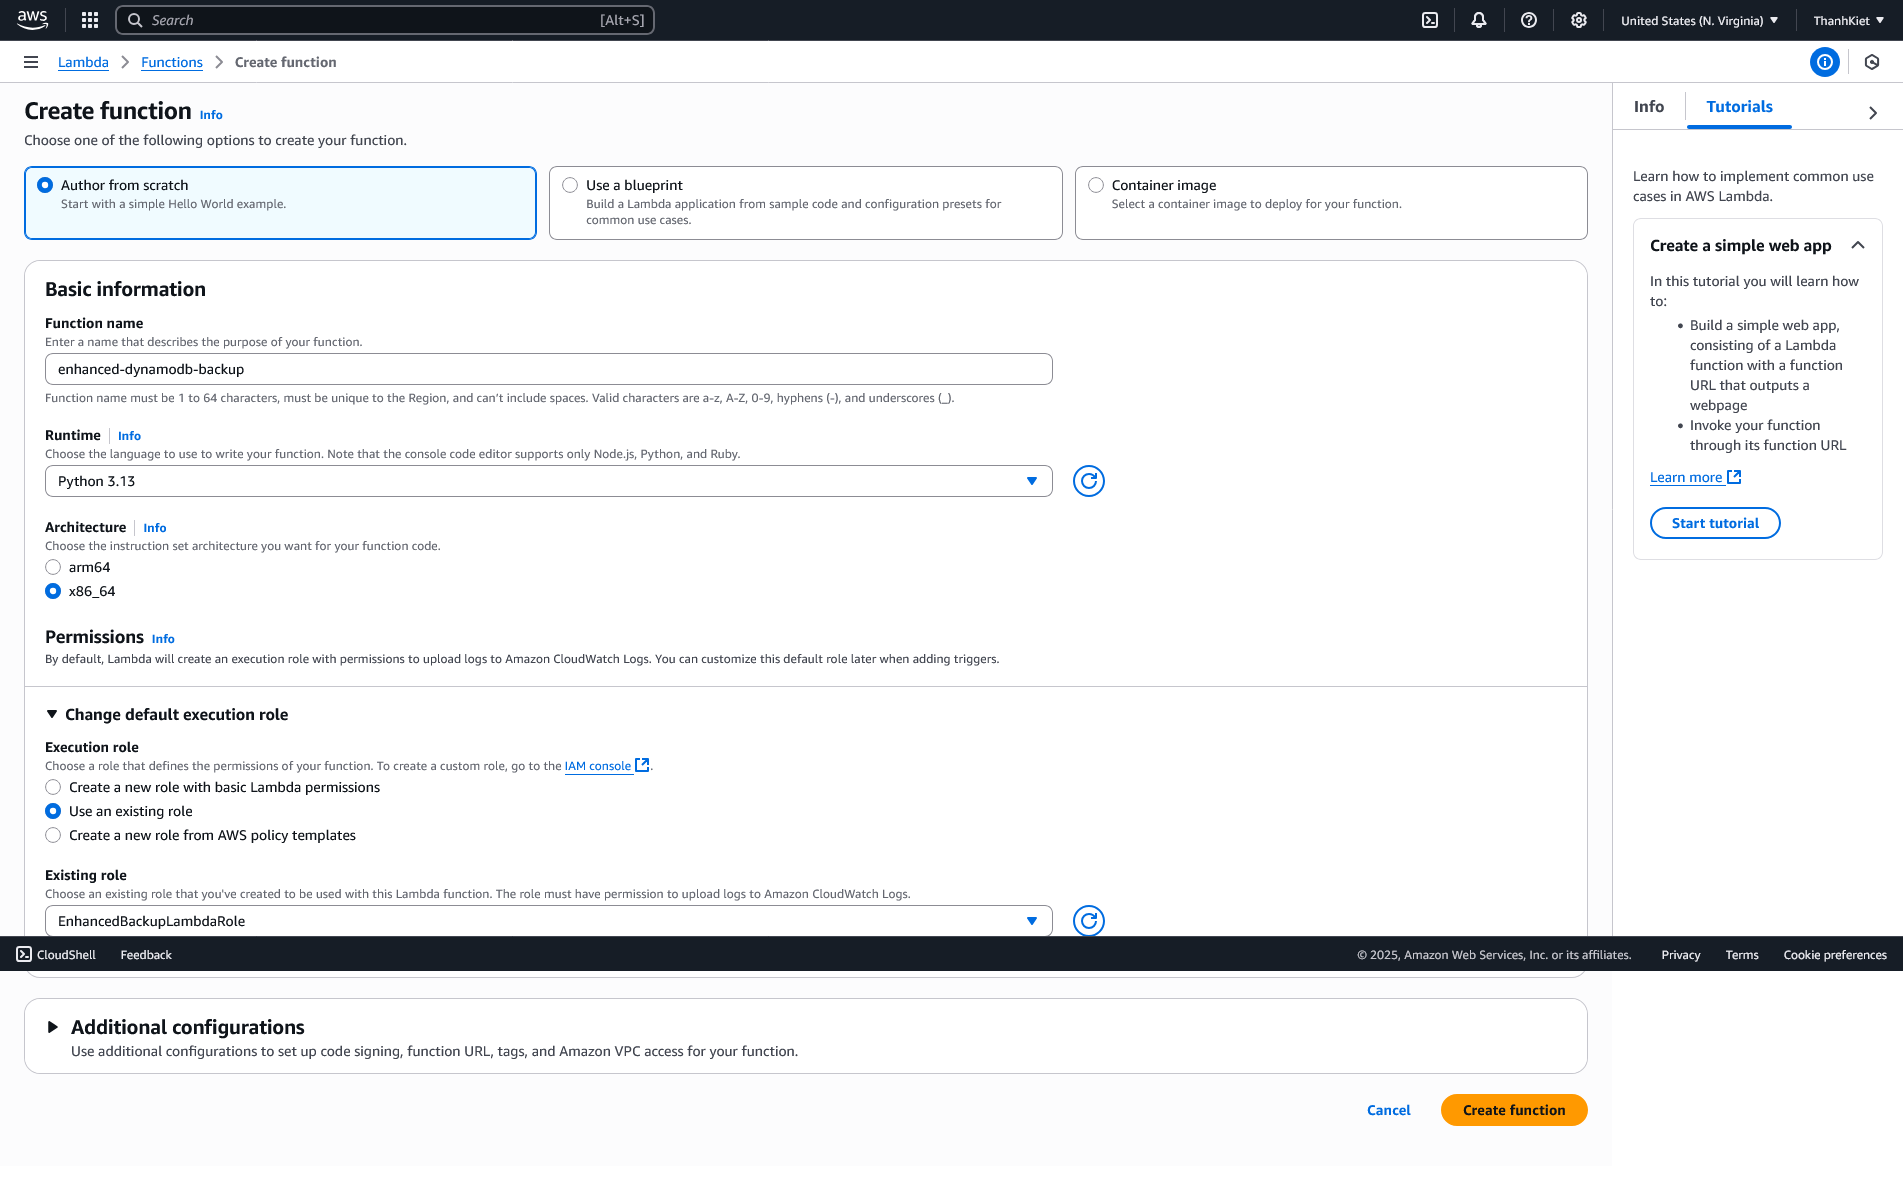 aws
Search
[Alt+S]
United States (N. Virginia)
ThanhKiet
Lambda
Functions
Create function
Create function
Info
Choose one of the following options to create your function.
Author from scratch
Start with a simple Hello World example.
Use a blueprint
Build a Lambda application from sample code and configuration presets for
common use cases.
Container image
Select a container image to deploy for your function.
Basic information
Function name
Enter a name that describes the purpose of your function.
enhanced-dynamodb-backup
Function name must be 1 to 64 characters, must be unique to the Region, and can’t include spaces. Valid characters are a-z, A-Z, 0-9, hyphens (-), and underscores (_).
Runtime
Info
Choose the language to use to write your function. Note that the console code editor supports only Node.js, Python, and Ruby.
Python 3.13
Architecture
Info
Choose the instruction set architecture you want for your function code.
arm64
x86_64
Permissions
Info
By default, Lambda will create an execution role with permissions to upload logs to Amazon CloudWatch Logs. You can customize this default role later when adding triggers.
Change default execution role
Execution role
Choose a role that defines the permissions of your function. To create a custom role, go to the IAM console.
Create a new role with basic Lambda permissions
Use an existing role
Create a new role from AWS policy templates
Existing role
Choose an existing role that you've created to be used with this Lambda function. The role must have permission to upload logs to Amazon CloudWatch Logs.
EnhancedBackupLambdaRole
Info
Tutorials
Learn how to implement common use
cases in AWS Lambda.
Create a simple web app
In this tutorial you will learn how
to:
• Build a simple web app,
consisting of a Lambda
function with a function
URL that outputs a
webpage
• Invoke your function
through its function URL
Learn more
Start tutorial
CloudShell
Feedback
© 2025, Amazon Web Services, Inc. or its affiliates.
Privacy
Terms
Cookie preferences
Additional configurations
Use additional configurations to set up code signing, function URL, tags, and Amazon VPC access for your function.
Cancel
Create function